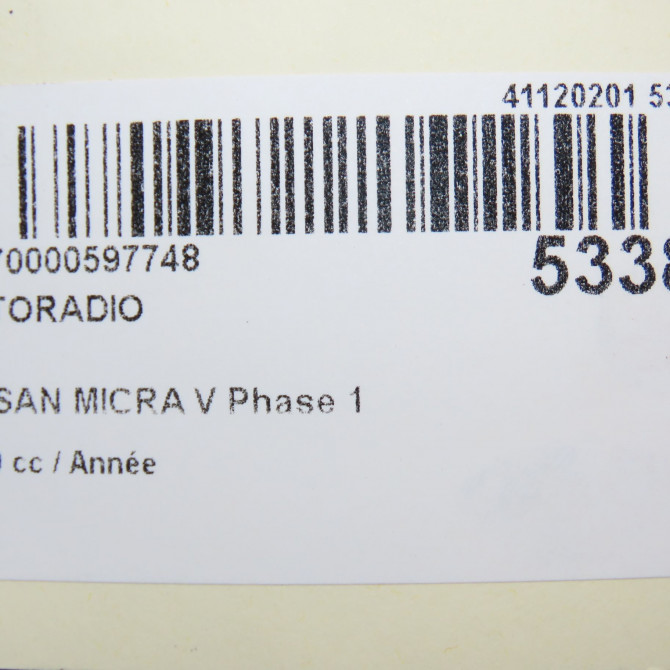 41120201 53
70000597748
5338
TORADIO
SAN MICRA V Phase 1
cc / Année